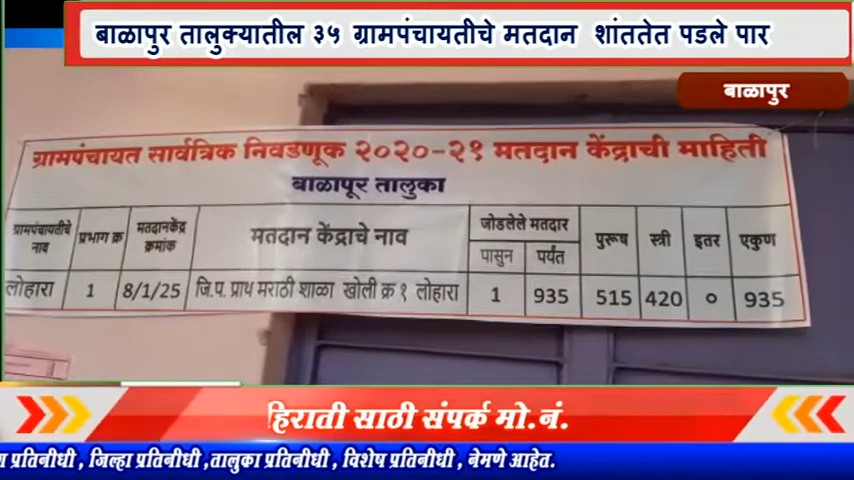 बाळापुर तालुक्यातील ३५ ग्रामपंचायतीचे मतदान शांततेत पडले पार
बाळापुर
ग्रामपंचायत सार्वत्रिक निवडणूक २०२०-२१ मतदान केंद्राची माहिती
बाळापूर तालुका
ग्रामपंचायतीचे नाव प्रभाग क्र मतदानकेंद्र क्रमांक मतदान केंद्राचे नाव जोडलेले मतदार पासुन पर्यंत पुरूष स्त्री इतर एकुण
लोहारा 1 8/1/25 जि.प. प्राथ मराठी शाळा खोली क्र १ लोहारा 1 935 515 420 ० 935
हिराती साठी संपर्क मो.नं.
प्रतिनीधी, जिल्हा प्रतिनीधी ,तालुका प्रतिनीधी , विशेष प्रतिनीधी , नेमणे आहेत.